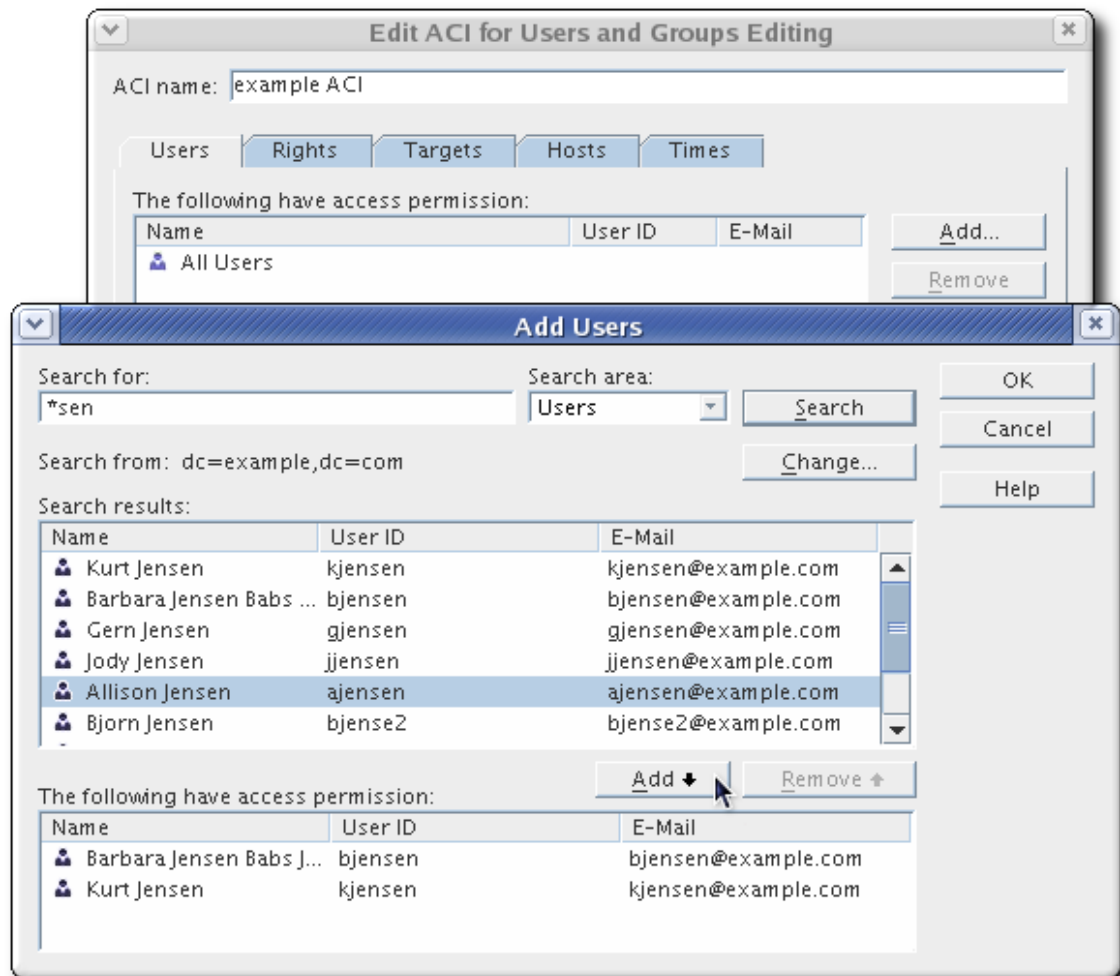 Edit ACI for Users and Groups Editing
ACI name: example ACI
Users Rights Targets Hosts Times
The following have access permission:
Name User ID E-Mail Add...
All Users
Remove
Add Users
Search for: Search area: OK
*sen Users Search
Cancel
Search from: dc=example,dc=com Change...
Help
Search results:
Name User ID E-Mail
Kurt Jensen kjensen kjensen@example.com
Barbara Jensen Babs ... bjensen bjensen@example.com
Gern Jensen gjensen gjensen@example.com
Jody Jensen jjensen jjensen@example.com
Allison Jensen ajensen ajensen@example.com
Bjorn Jensen bjense2 bjense2@example.com
Add Remove
The following have access permission:
Name User ID E-Mail
Barbara Jensen Babs J... bjensen bjensen@example.com
Kurt Jensen kjensen kjensen@example.com